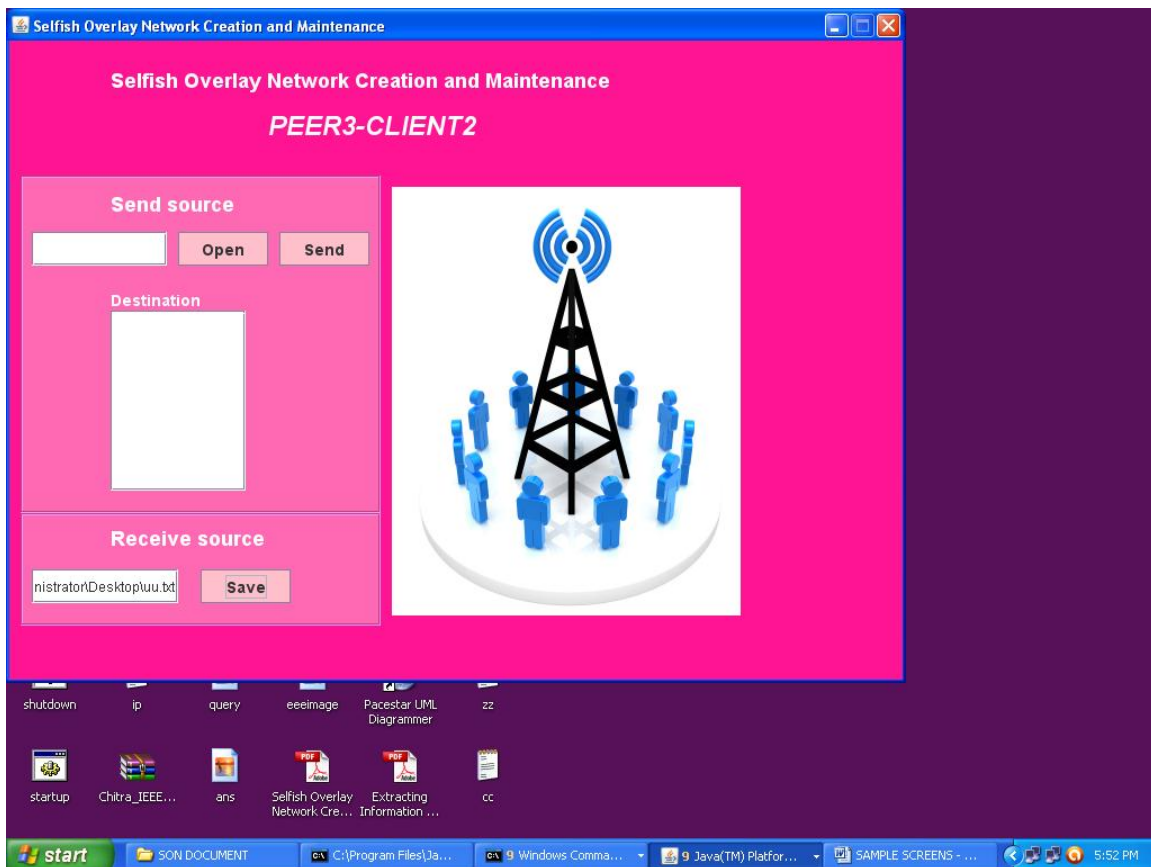 Selfish Overlay Network Creation and Maintenance
Selfish Overlay Network Creation and Maintenance
PEER3-CLIENT2
Send source
Open
Send
Destination
Receive source
nistrator\Desktop\uu.txt
Save
shutdown
ip
query
eeeimage
Pacestar UML
Diagrammer
zz
startup
Chitra_IEEE...
ans
Selfish Overlay
Network Cre...
Extracting
Information ...
cc
start
SON DOCUMENT
C:\Program Files\Ja...
9 Windows Comma...
9 Java(TM) Platfor...
SAMPLE SCREENS - ...
5:52 PM